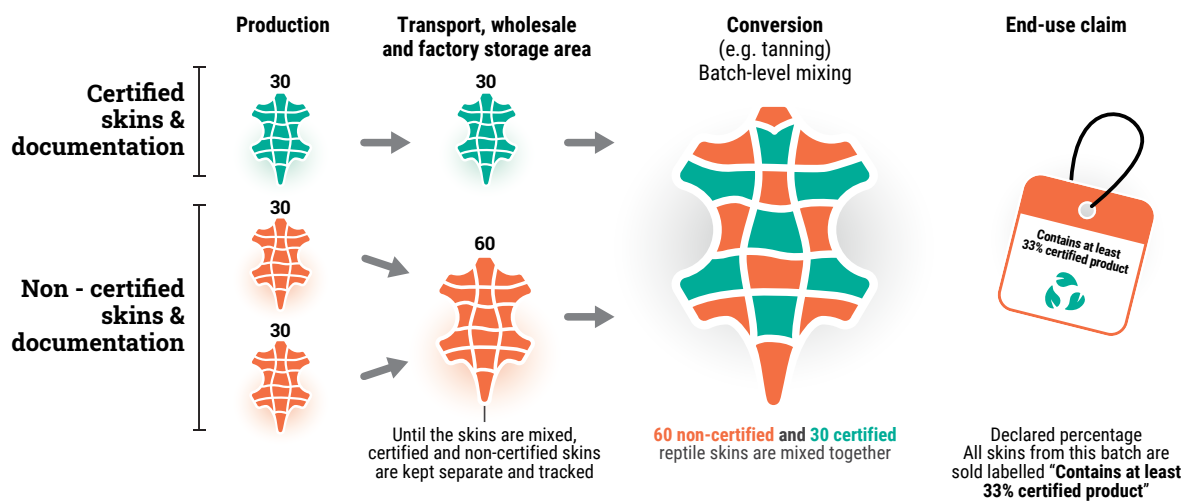 Production
Transport, wholesale
and factory storage area
Conversion
(e.g. tanning)
Batch-level mixing
End-use claim
Certified
skins &
documentation
30
30
Non - certified
skins &
documentation
30
30
60
Until the skins are mixed,
certified and non-certified skins
are kept separate and tracked
60 non-certified and 30 certified
reptile skins are mixed together
Contains at least
33% certified product
Declared percentage
All skins from this batch are
sold labelled “Contains at least
33% certified product”